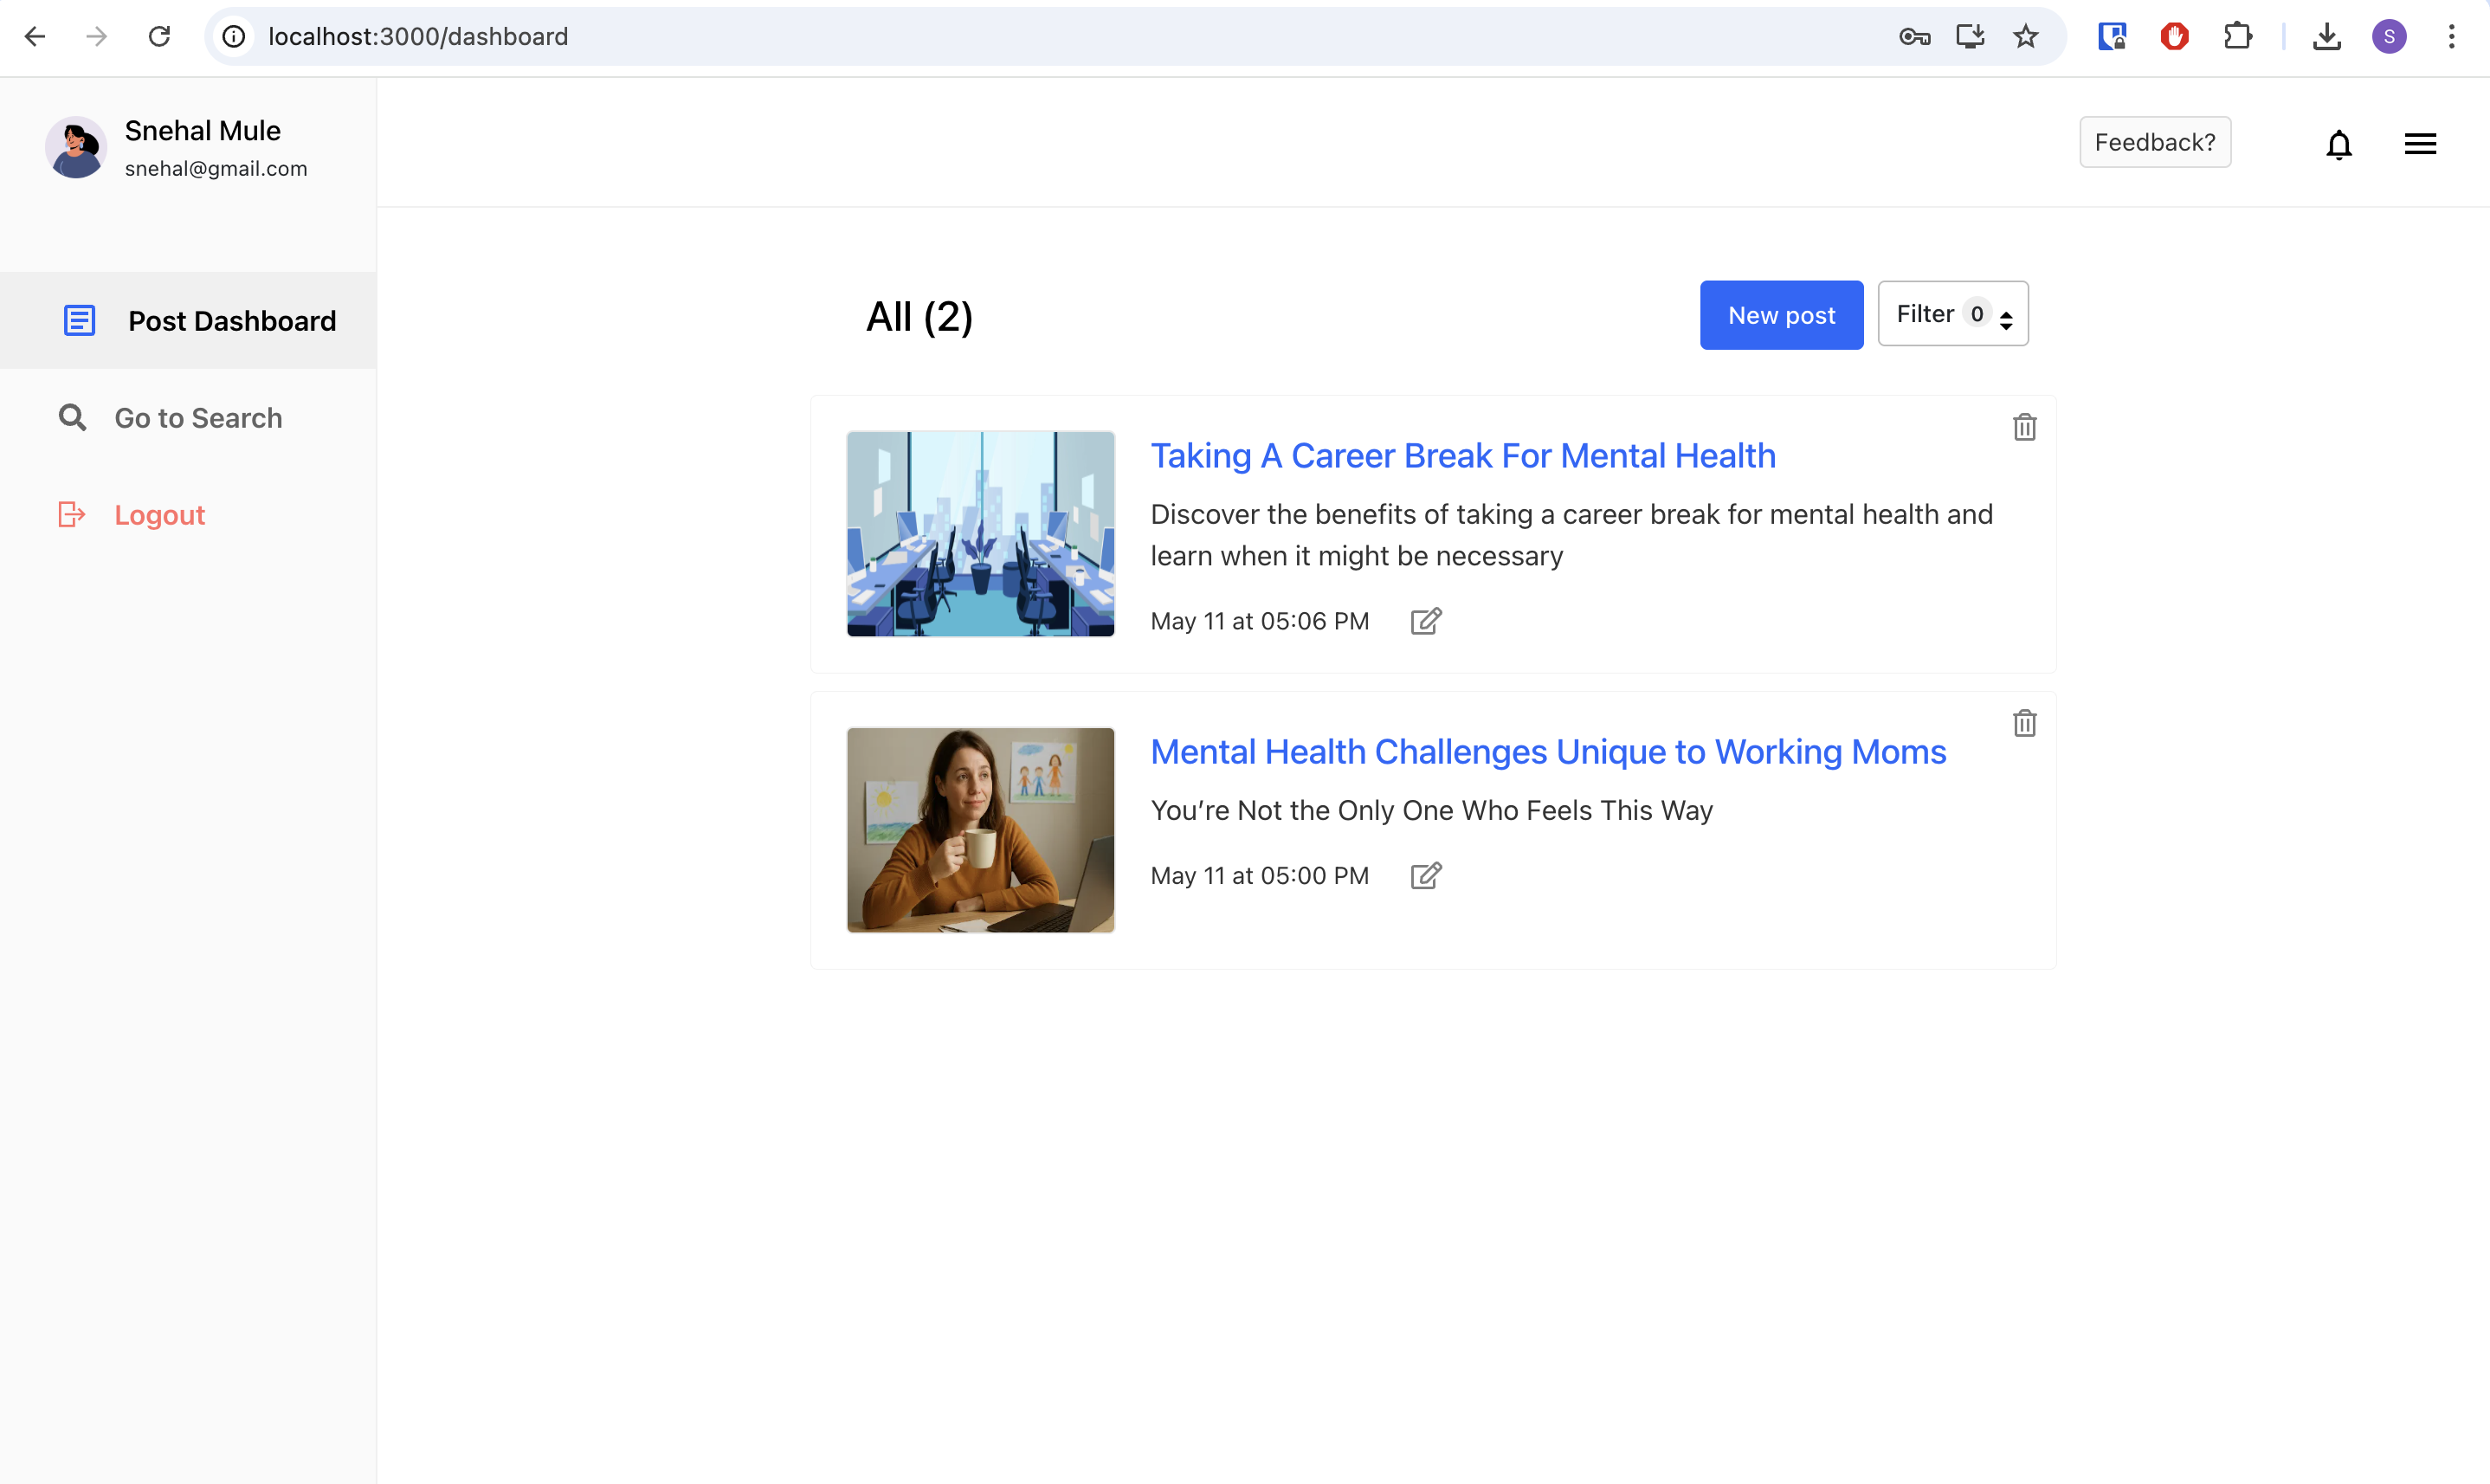 localhost:3000/dashboard
S
Snehal Mule
snehal@gmail.com
Feedback?
Post Dashboard
Go to Search
Logout
All (2)
New post
Filter 0
Taking A Career Break For Mental Health
Discover the benefits of taking a career break for mental health and
learn when it might be necessary
May 11 at 05:06 PM
Mental Health Challenges Unique to Working Moms
You’re Not the Only One Who Feels This Way
May 11 at 05:00 PM